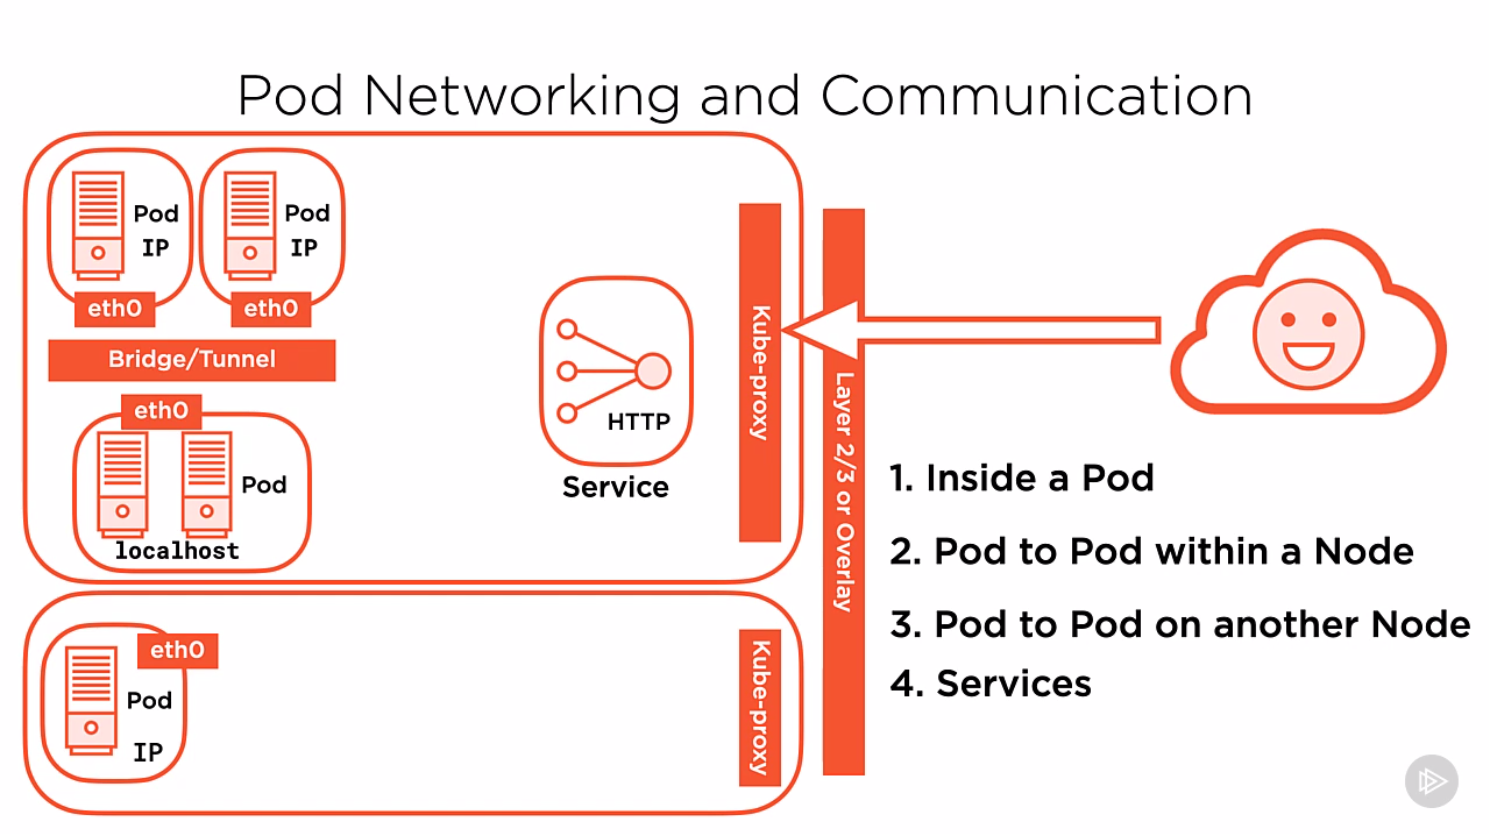 Pod Networking and Communication
Pod
IP
eth0
Pod
IP
eth0
Bridge/Tunnel
eth0
Pod
localhost
HTTP
Service
Kube-proxy
Layer 2/3 or Overlay
eth0
Pod
IP
Kube-proxy
1. Inside a Pod
2. Pod to Pod within a Node
3. Pod to Pod on another Node
4. Services